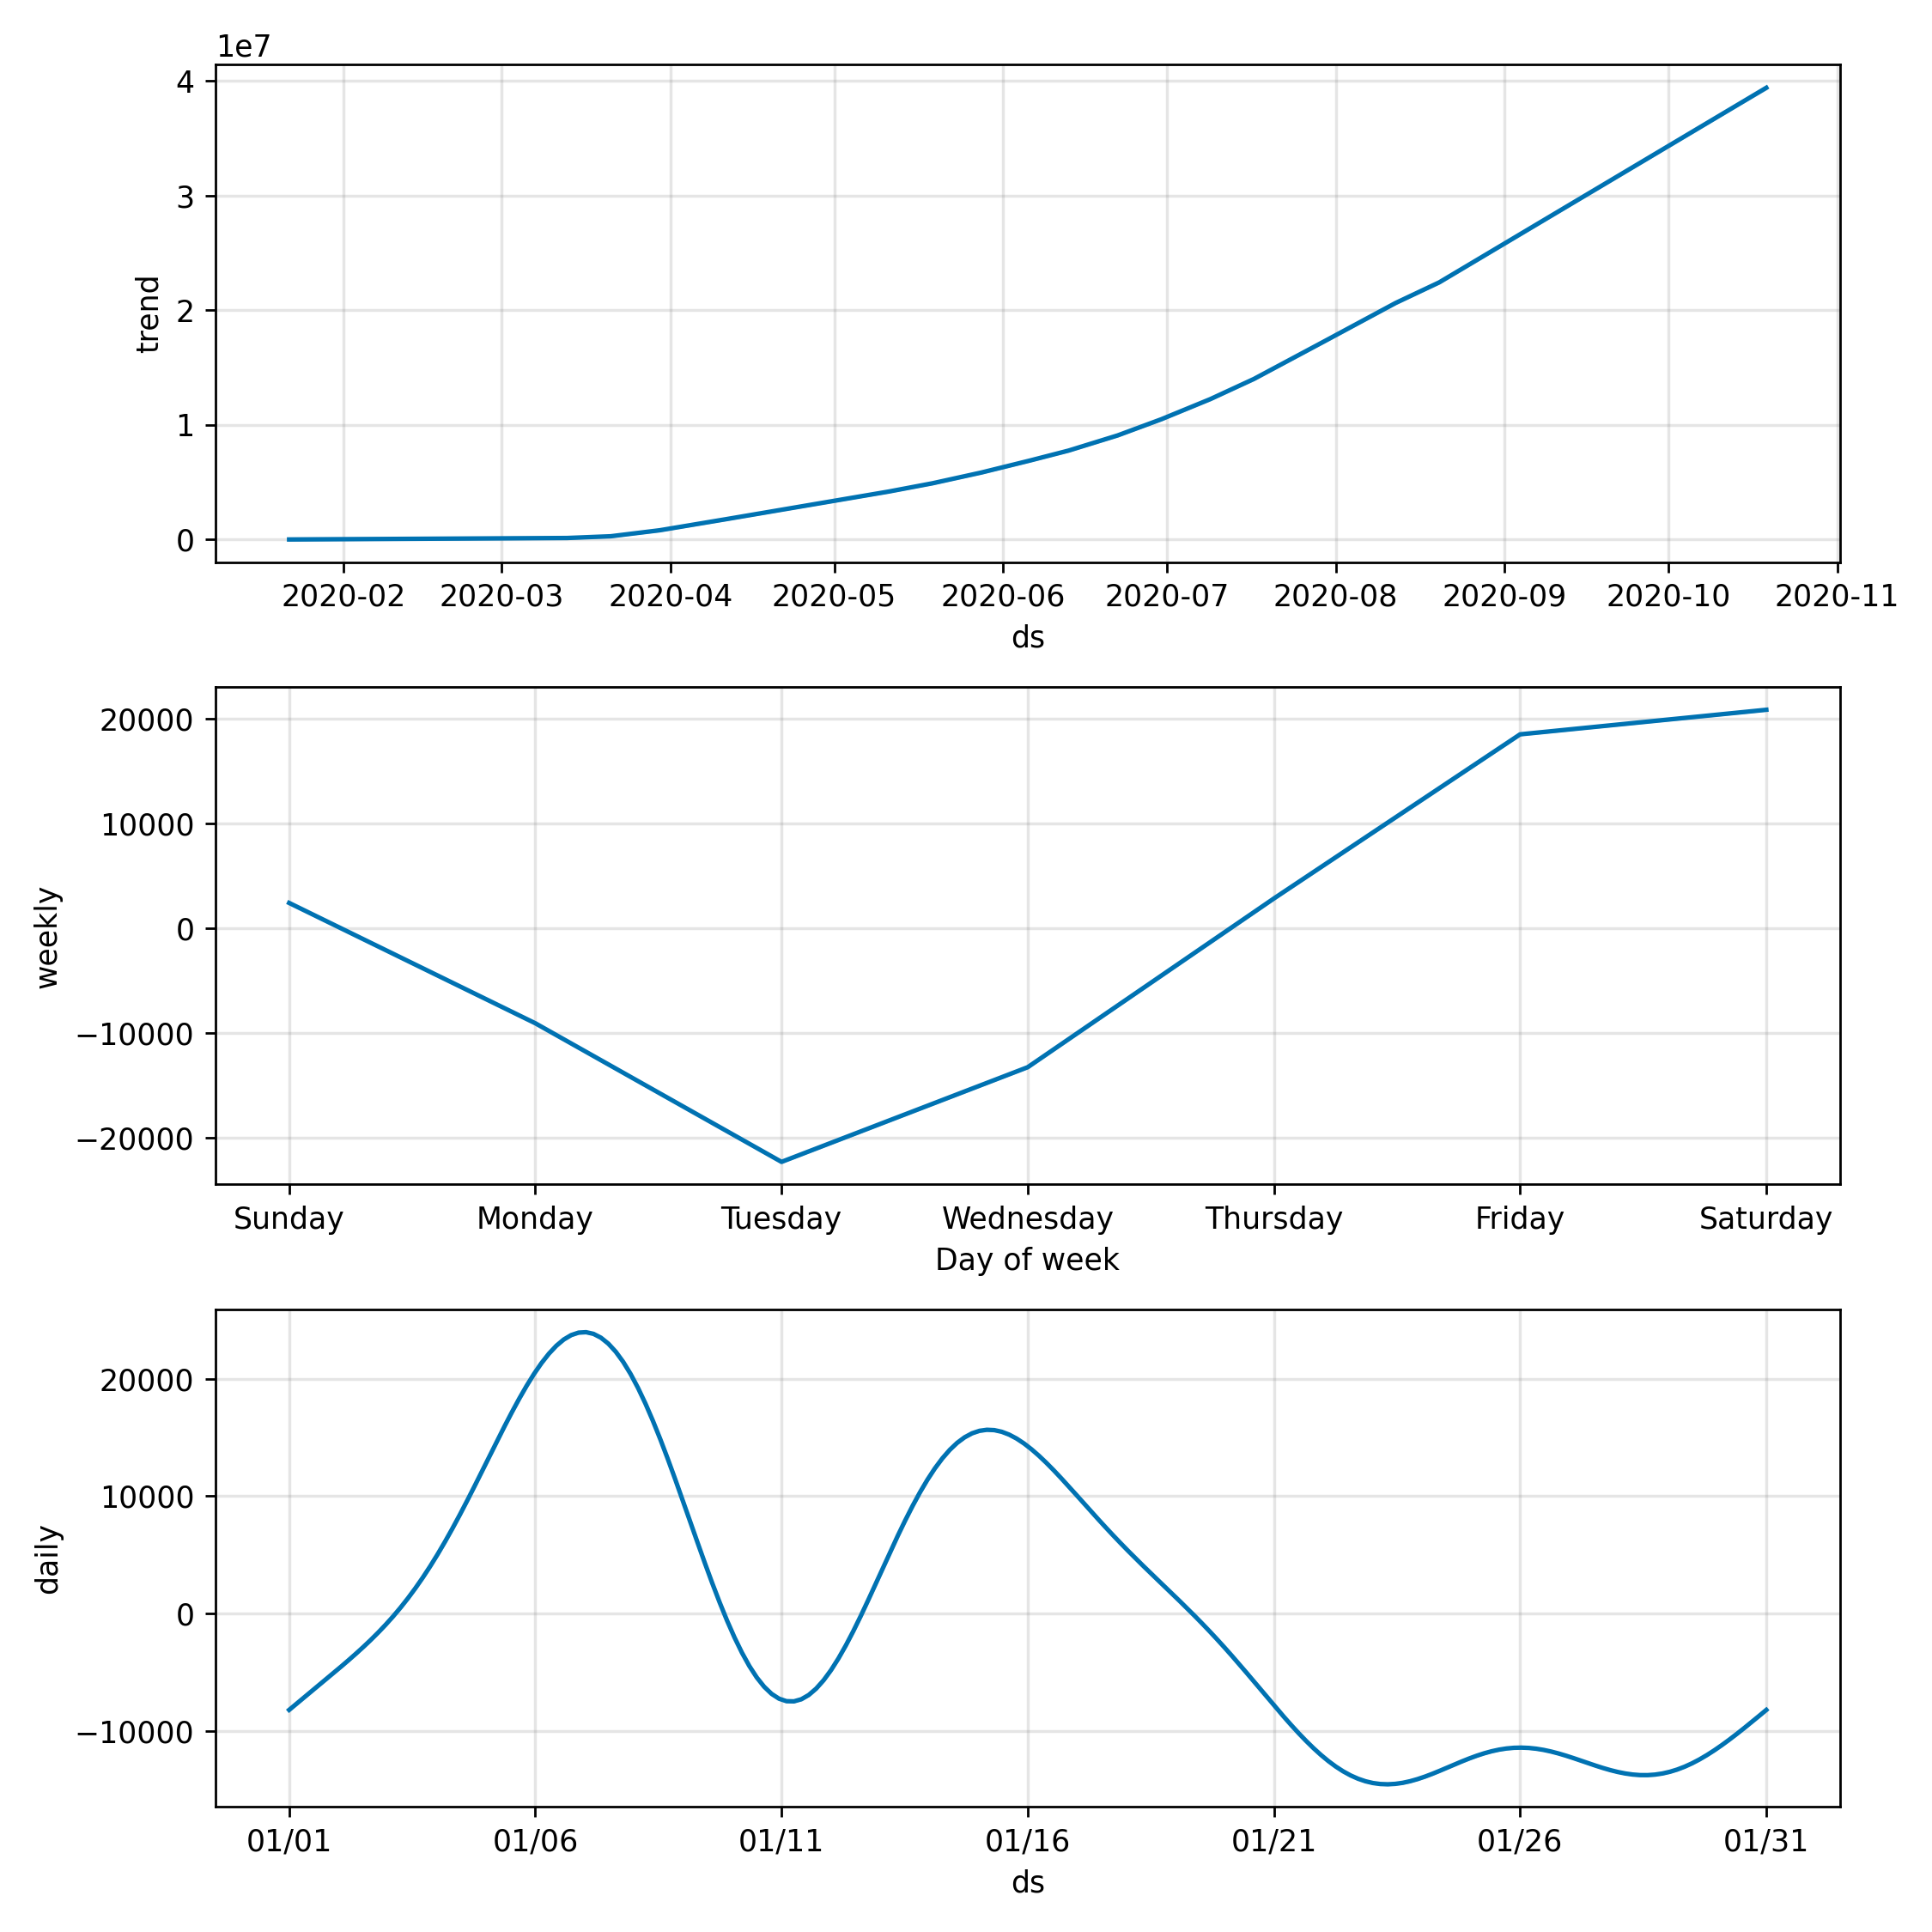 1e7
4
3
2
1
0
trend
2020-02 2020-03 2020-04 2020-05 2020-06 2020-07 2020-08 2020-09 2020-10 2020-11
ds
20000
10000
0
−10000
−20000
weekly
Sunday Monday Tuesday Wednesday Thursday Friday Saturday
Day of week
20000
10000
0
−10000
daily
01/01 01/06 01/11 01/16 01/21 01/26 01/31
ds